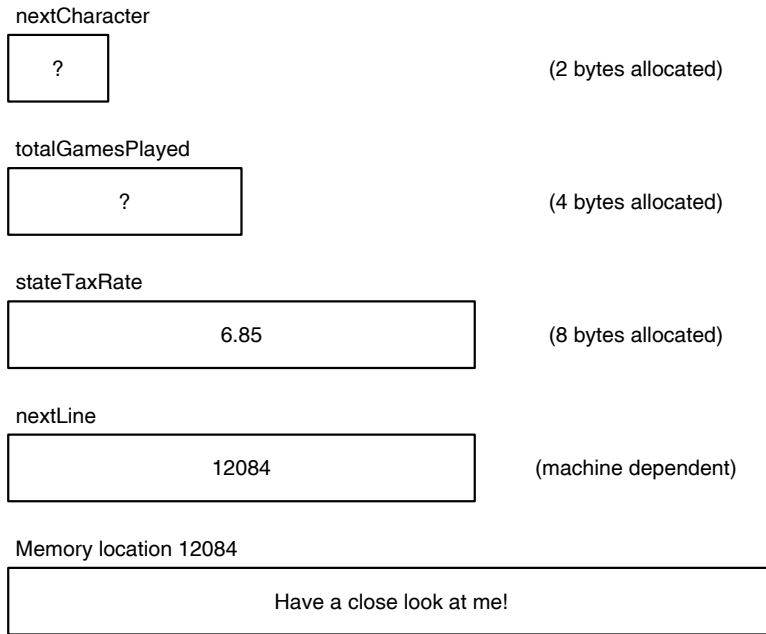 nextCharacter
? (2 bytes allocated)
totalGamesPlayed
? (4 bytes allocated)
stateTaxRate
6.85 (8 bytes allocated)
nextLine
12084 (machine dependent)
Memory location 12084
Have a close look at me!